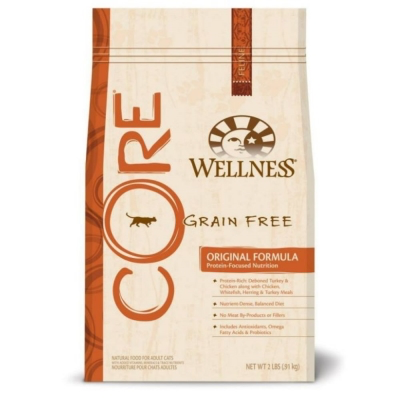 FELINE
CORE
WELLNESS
GRAIN FREE
ORIGINAL FORMULA
Protein-Focused Nutrition
Protein-Rich Deboned Turkey &
Chicken along with Chicken,
Whitefish, Herring & Turkey Meals
Nutrient-Dense, Balanced Diet
No Meat By-Products or Fillers
Includes Antioxidants, Omega
Fatty Acids & Probiotics
NATURAL FOOD FOR ADULT CATS
NOURRITURE POUR CHATS ADULTES
NET WT 2 LBS (.91 kg)